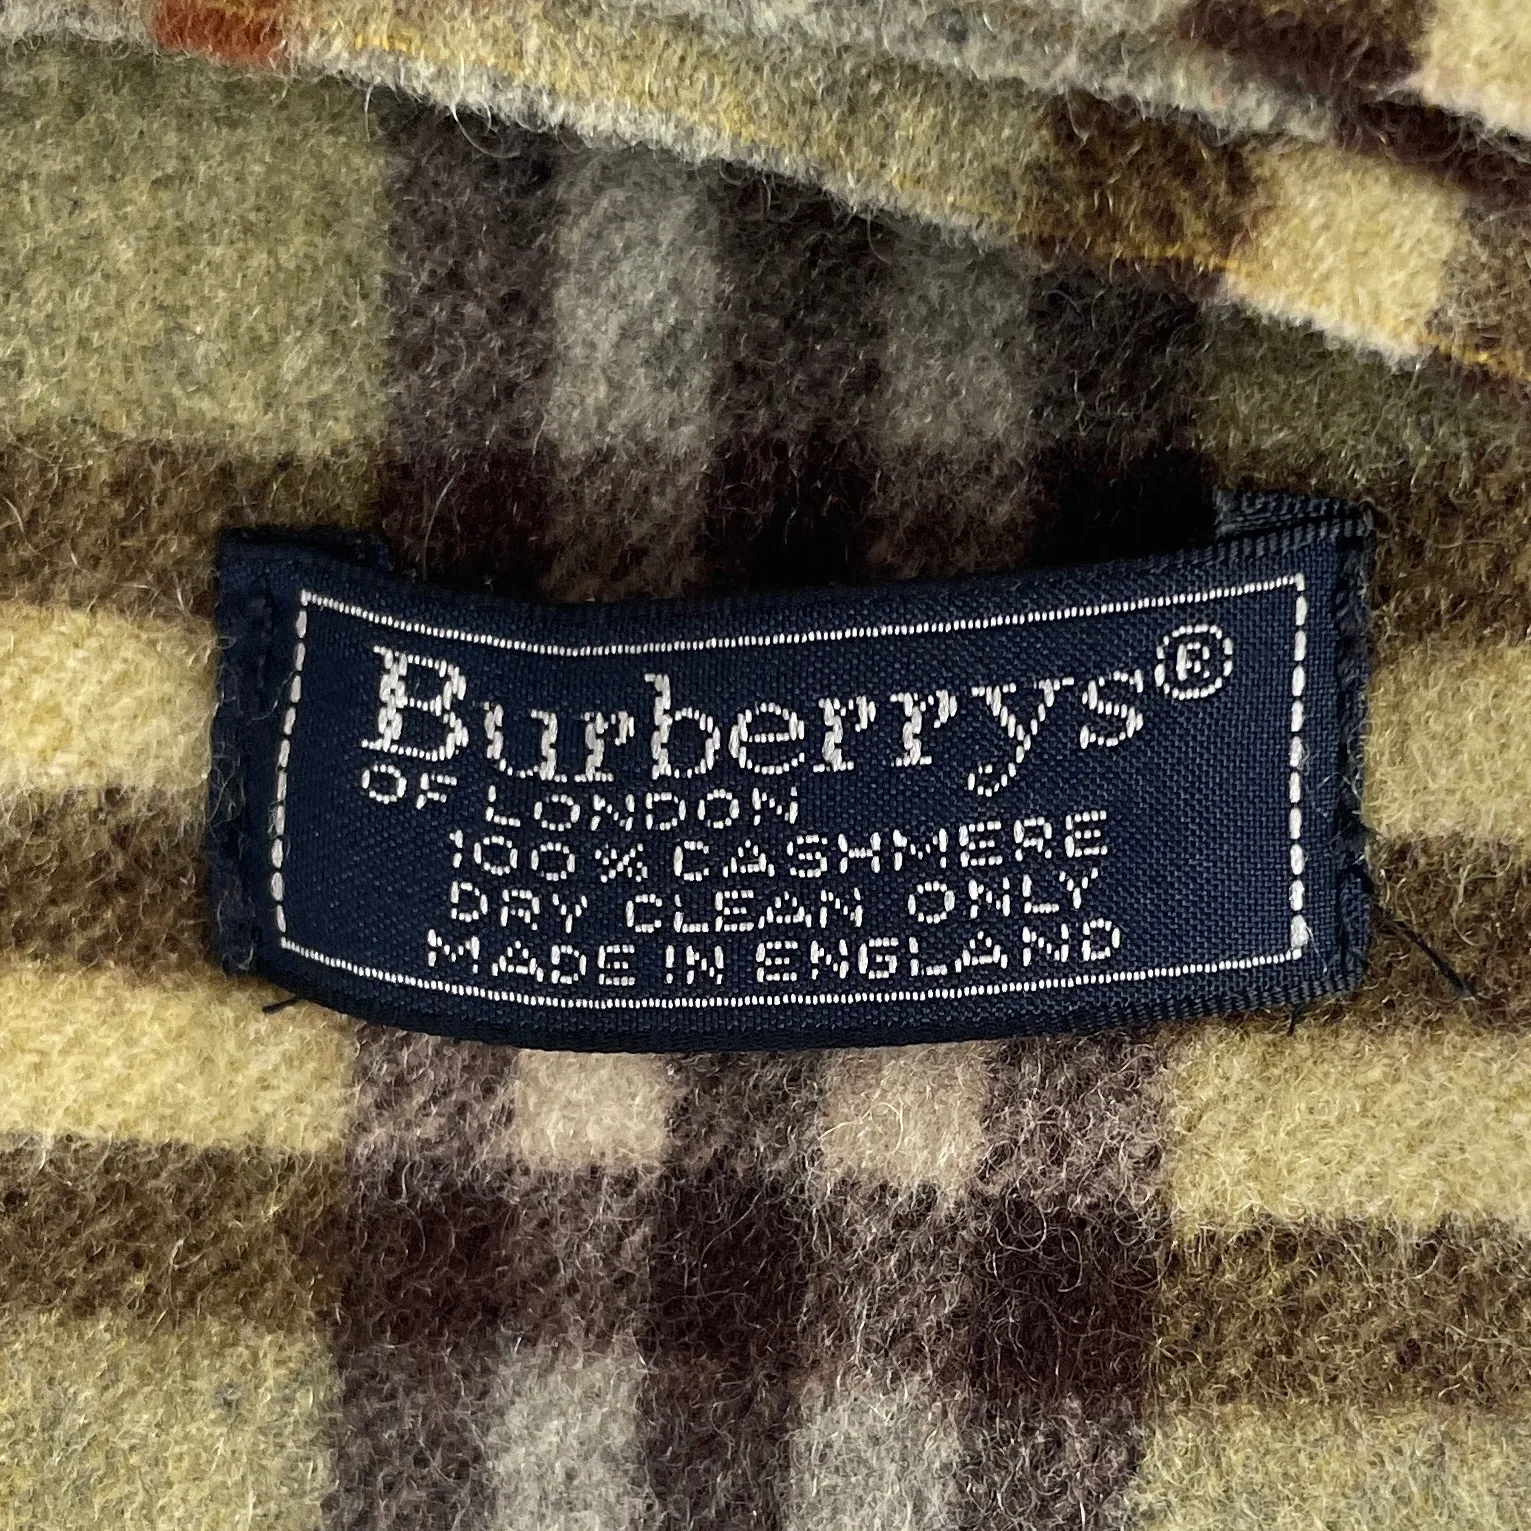 Burberrys®
OF LONDON
100% CASHMERE
DRY CLEAN ONLY
MADE IN ENGLAND